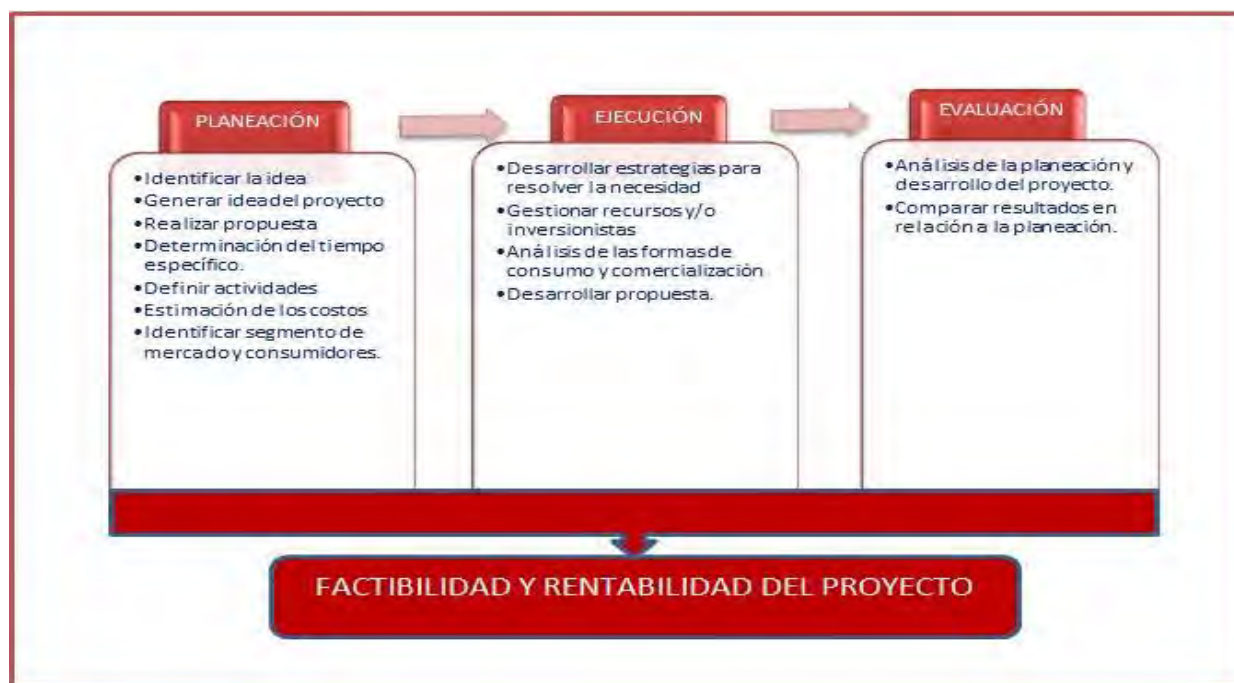 PLANEACIÓN
•Identificar la idea
•Generar idea del proyecto
•Realizar propuesta
•Determinación del tiempo
específico.
•Definir actividades
•Estimación de los costos
•Identificar segmento de
mercado y consumidores.
EJECUCIÓN
•Desarrollar estrategias para
resolver la necesidad
•Gestionar recursos y/o
inversionistas
•Análisis de las formas de
consumo y comercialización
•Desarrollar propuesta.
EVALUACIÓN
•Análisis de la planeación y
desarrollo del proyecto.
•Comparar resultados en
relación a la planeación.
FACTIBILIDAD Y RENTABILIDAD DEL PROYECTO